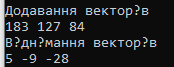 Додавання вектор?в
183 127 84
В?дн?мання вектор?в
5 -9 -28